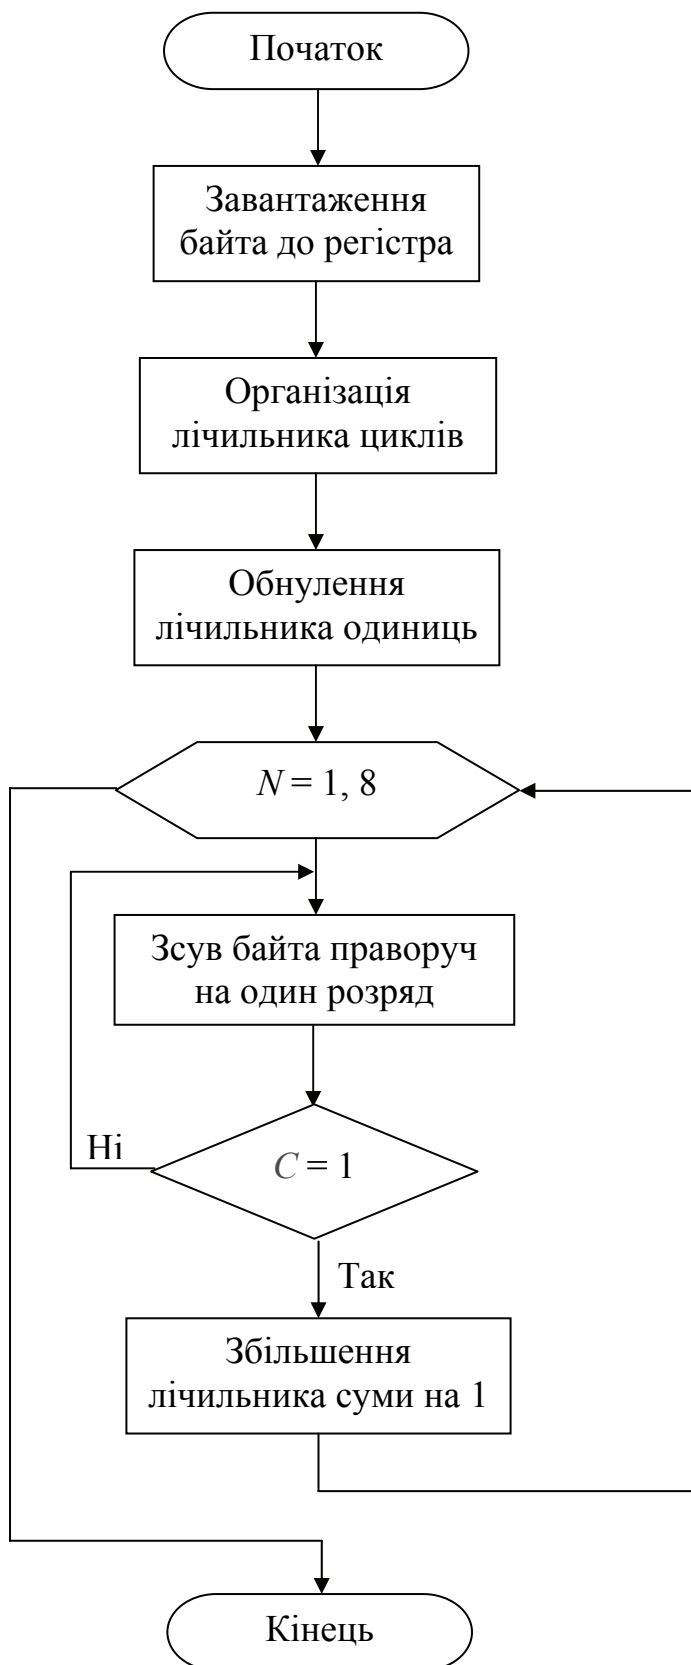 Початок
Завантаження
байта до регістра
Організація
лічильника циклів
Обнулення
лічильника одиниць
N = 1, 8
Зсув байта праворуч
на один розряд
Ні
C = 1
Так
Збільшення
лічильника суми на 1
Кінець